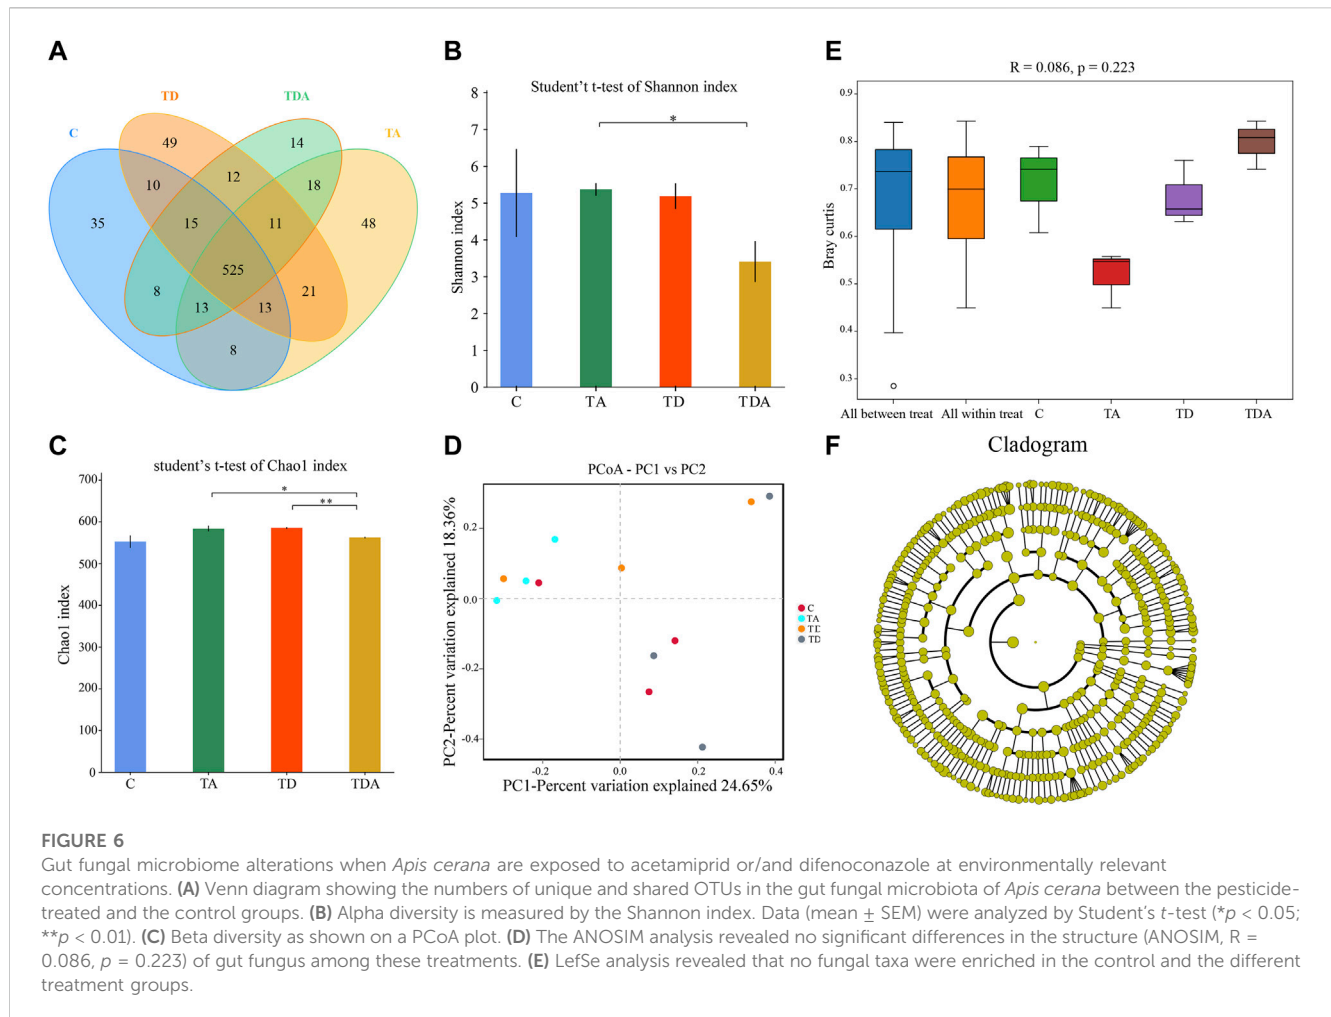 A
TD
TDA
C
TA
49
14
10
12
18
35
15
11
48
525
8
13
13
21
8
B
Student't t-test of Shannon index
*
Shannon index
8
7
6
5
4
3
2
1
0
C TA TD TDA
E
R = 0.086, p = 0.223
Bray curtis
0.9
0.8
0.7
0.6
0.5
0.4
0.3
All between treat All within treat C TA TD TDA
C
student's t-test of Chao1 index
*
**
Chao1 index
700
600
500
400
300
200
100
0
C TA TD TDA
D
PCoA - PC1 vs PC2
PC2-Percent variation explained 18.36%
0.2
0.0
-0.2
-0.4
-0.2 0.0 0.2 0.4
PC1-Percent variation explained 24.65%
C
TA
TD
TD
F
Cladogram
FIGURE 6
Gut fungal microbiome alterations when Apis cerana are exposed to acetamiprid or/and difenoconazole at environmentally relevant
concentrations. (A) Venn diagram showing the numbers of unique and shared OTUs in the gut fungal microbiota of Apis cerana between the pesticide-
treated and the control groups. (B) Alpha diversity is measured by the Shannon index. Data (mean ± SEM) were analyzed by Student's t-test (*p < 0.05;
**p < 0.01). (C) Beta diversity as shown on a PCoA plot. (D) The ANOSIM analysis revealed no significant differences in the structure (ANOSIM, R =
0.086, p = 0.223) of gut fungus among these treatments. (E) LefSe analysis revealed that no fungal taxa were enriched in the control and the different
treatment groups.